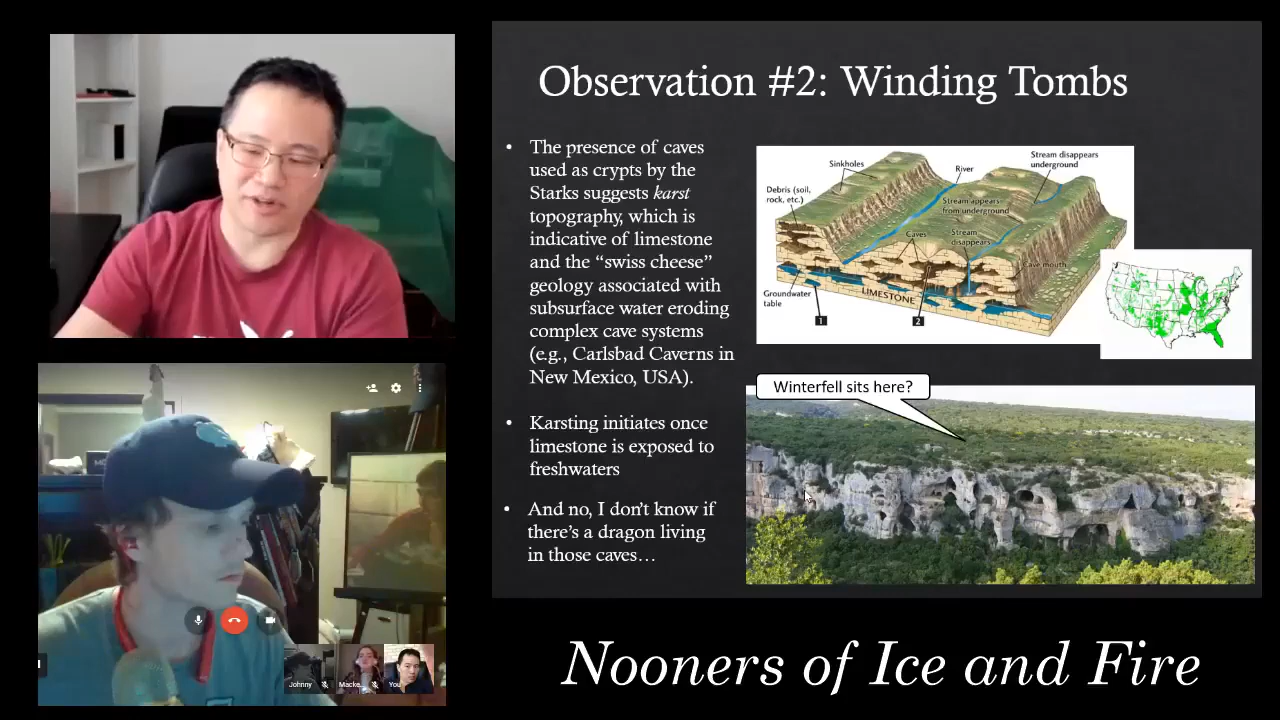 Observation #2: Winding Tombs
• The presence of caves
used as crypts by the
Starks suggests karst
topography, which is
indicative of limestone
and the “swiss cheese”
geology associated with
subsurface water eroding
complex cave systems
(e.g., Carlsbad Caverns in
New Mexico, USA).
• Karsting initiates once
limestone is exposed to
freshwaters
• And no, I don’t know if
there’s a dragon living
in those caves…
Sinkholes
River
Stream disappears
underground
Debris (soil,
rock, etc.)
Stream appears
from underground
Caves
Stream
disappears
Cave mouth
Groundwater
table
LIMESTONE
1
2
Winterfell sits here?
Johnny
Macke...
You
Nooners of Ice and Fire